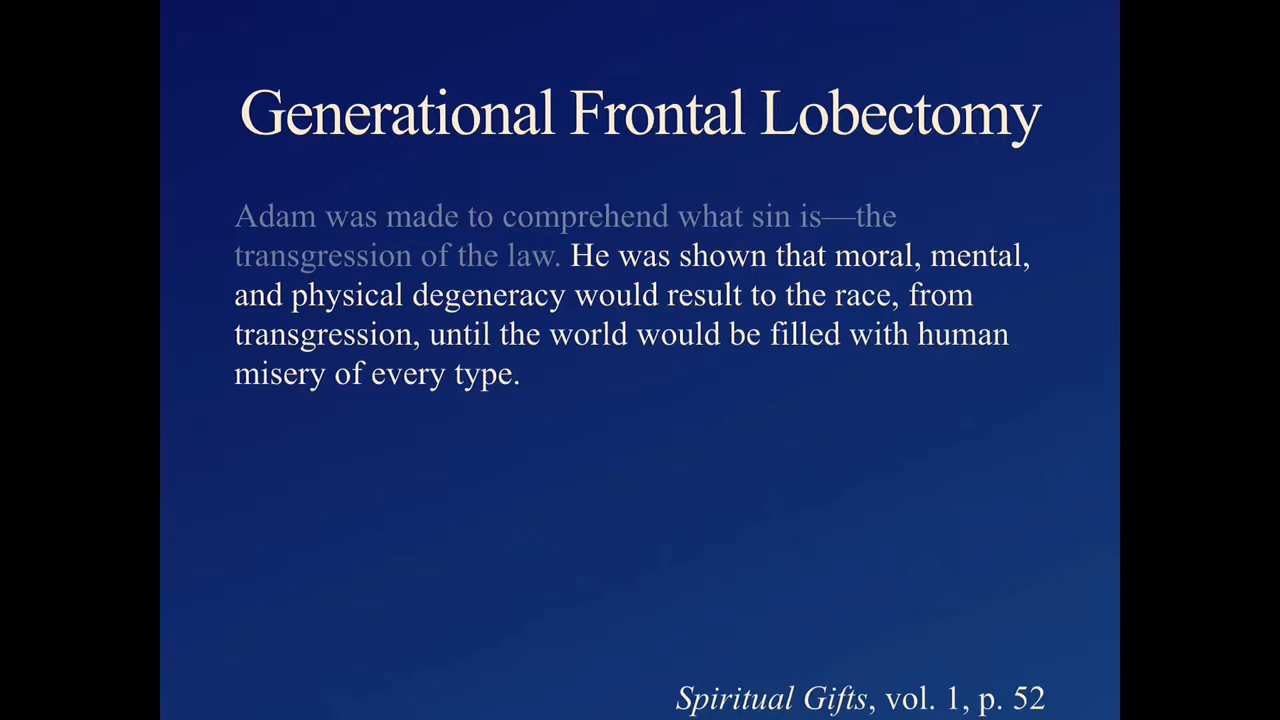 Generational Frontal Lobectomy
Adam was made to comprehend what sin is—the
transgression of the law. He was shown that moral, mental,
and physical degeneracy would result to the race, from
transgression, until the world would be filled with human
misery of every type.
Spiritual Gifts, vol. 1, p. 52